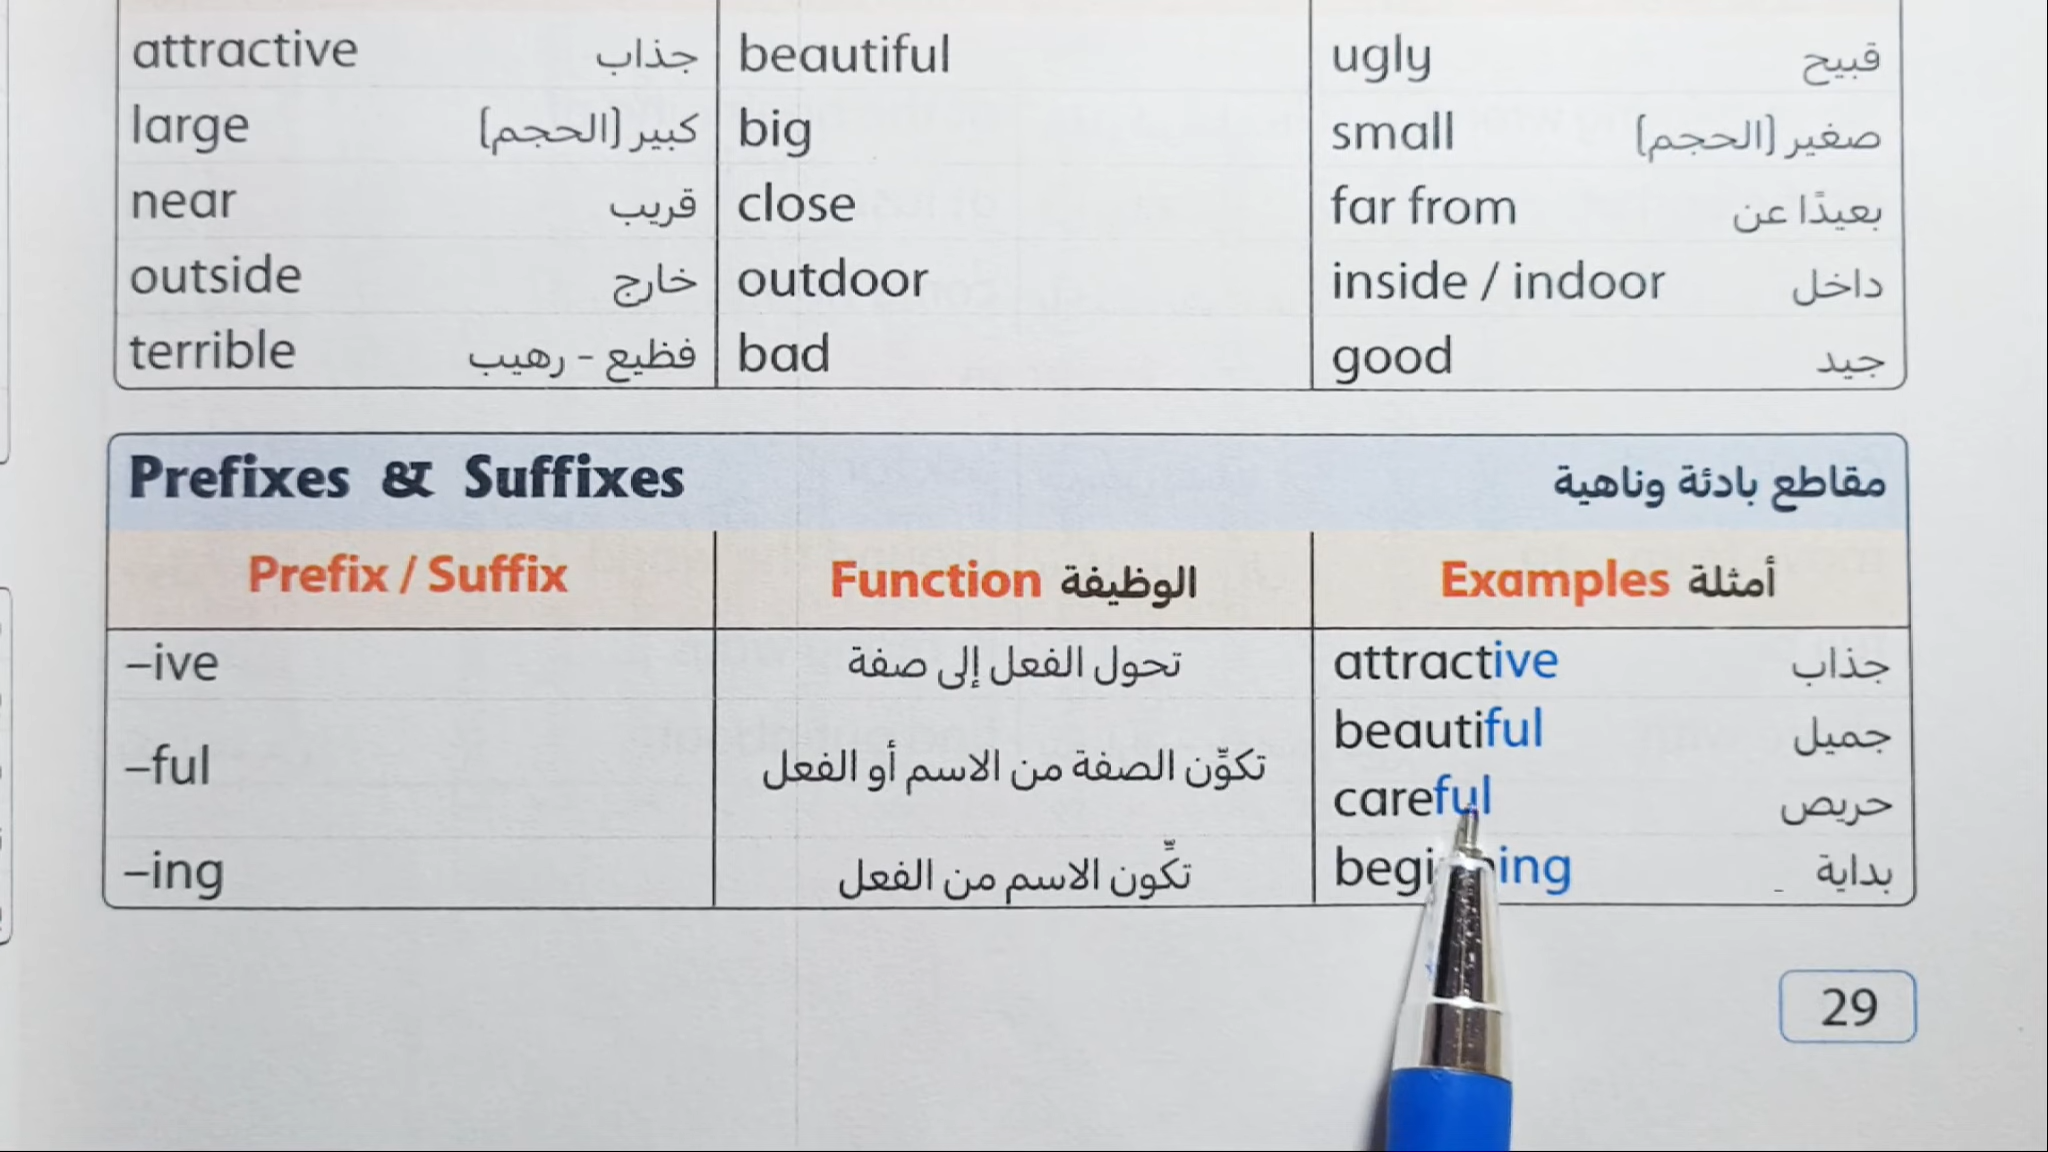 attractive جذاب beautiful ugly قبيح
large كبير (الحجم) big small صغير (الحجم)
near قريب close far from بعيدًا عن
outside خارج outdoor inside / indoor داخل
terrible فظيع - رهيب bad good جيد
Prefixes & Suffixes مقاطع بادئة وناهية
Prefix / Suffix Function الوظيفة Examples أمثلة
–ive تحول الفعل إلى صفة attractive جذاب
beautiful جميل
–ful تكوِّن الصفة من الاسم أو الفعل
careful حريص
–ing تكِّون الاسم من الفعل بداية
29